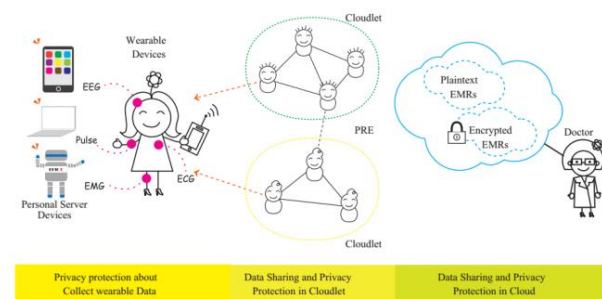 Cloudlet
Wearable
Devices
EEG
Plaintext
EMRs
Pulse
PRE
Encrypted
EMRs
Doctor
EMG
ECG
Personal Server
Devices
Cloudlet
Privacy protection about
Collect wearable Data
Data Sharing and Privacy
Protection in Cloudlet
Data Sharing and Privacy
Protection in Cloud